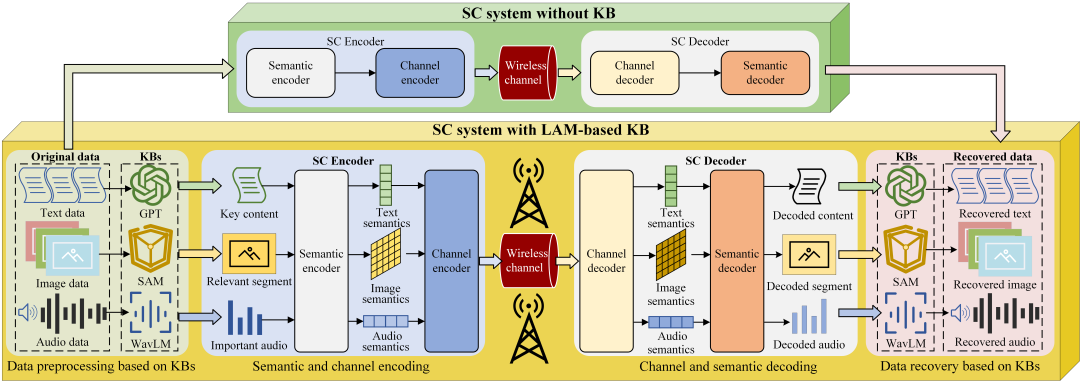 SC system without KB
SC Encoder
Semantic
encoder
Channel
encoder
Wireless
channel
SC Decoder
Channel
decoder
Semantic
decoder
SC system with LAM-based KB
Original data
Text data
Image data
Audio data
KBs
GPT
SAM
WavLM
Data preprocessing based on KBs
SC Encoder
Key content
Relevant segment
Important audio
Semantic
encoder
Text
semantics
Image
semantics
Audio
semantics
Channel
encoder
Semantic and channel encoding
Wireless
channel
SC Decoder
Channel
decoder
Text
semantics
Image
semantics
Audio
semantics
Semantic
decoder
Decoded content
Decoded segment
Decoded audio
Channel and semantic decoding
KBs
GPT
SAM
WavLM
Recovered data
Recovered text
Recovered image
Recovered audio
Data recovery based on KBs